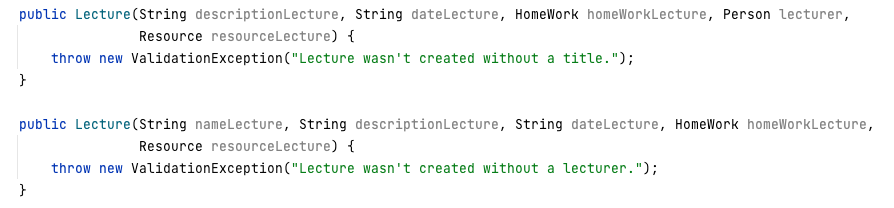 public Lecture(String descriptionLecture, String dateLecture, HomeWork homeWorkLecture, Person lecturer,
               Resource resourceLecture) {
    throw new ValidationException("Lecture wasn't created without a title.");
}

public Lecture(String nameLecture, String descriptionLecture, String dateLecture, HomeWork homeWorkLecture,
               Resource resourceLecture) {
    throw new ValidationException("Lecture wasn't created without a lecturer.");
}